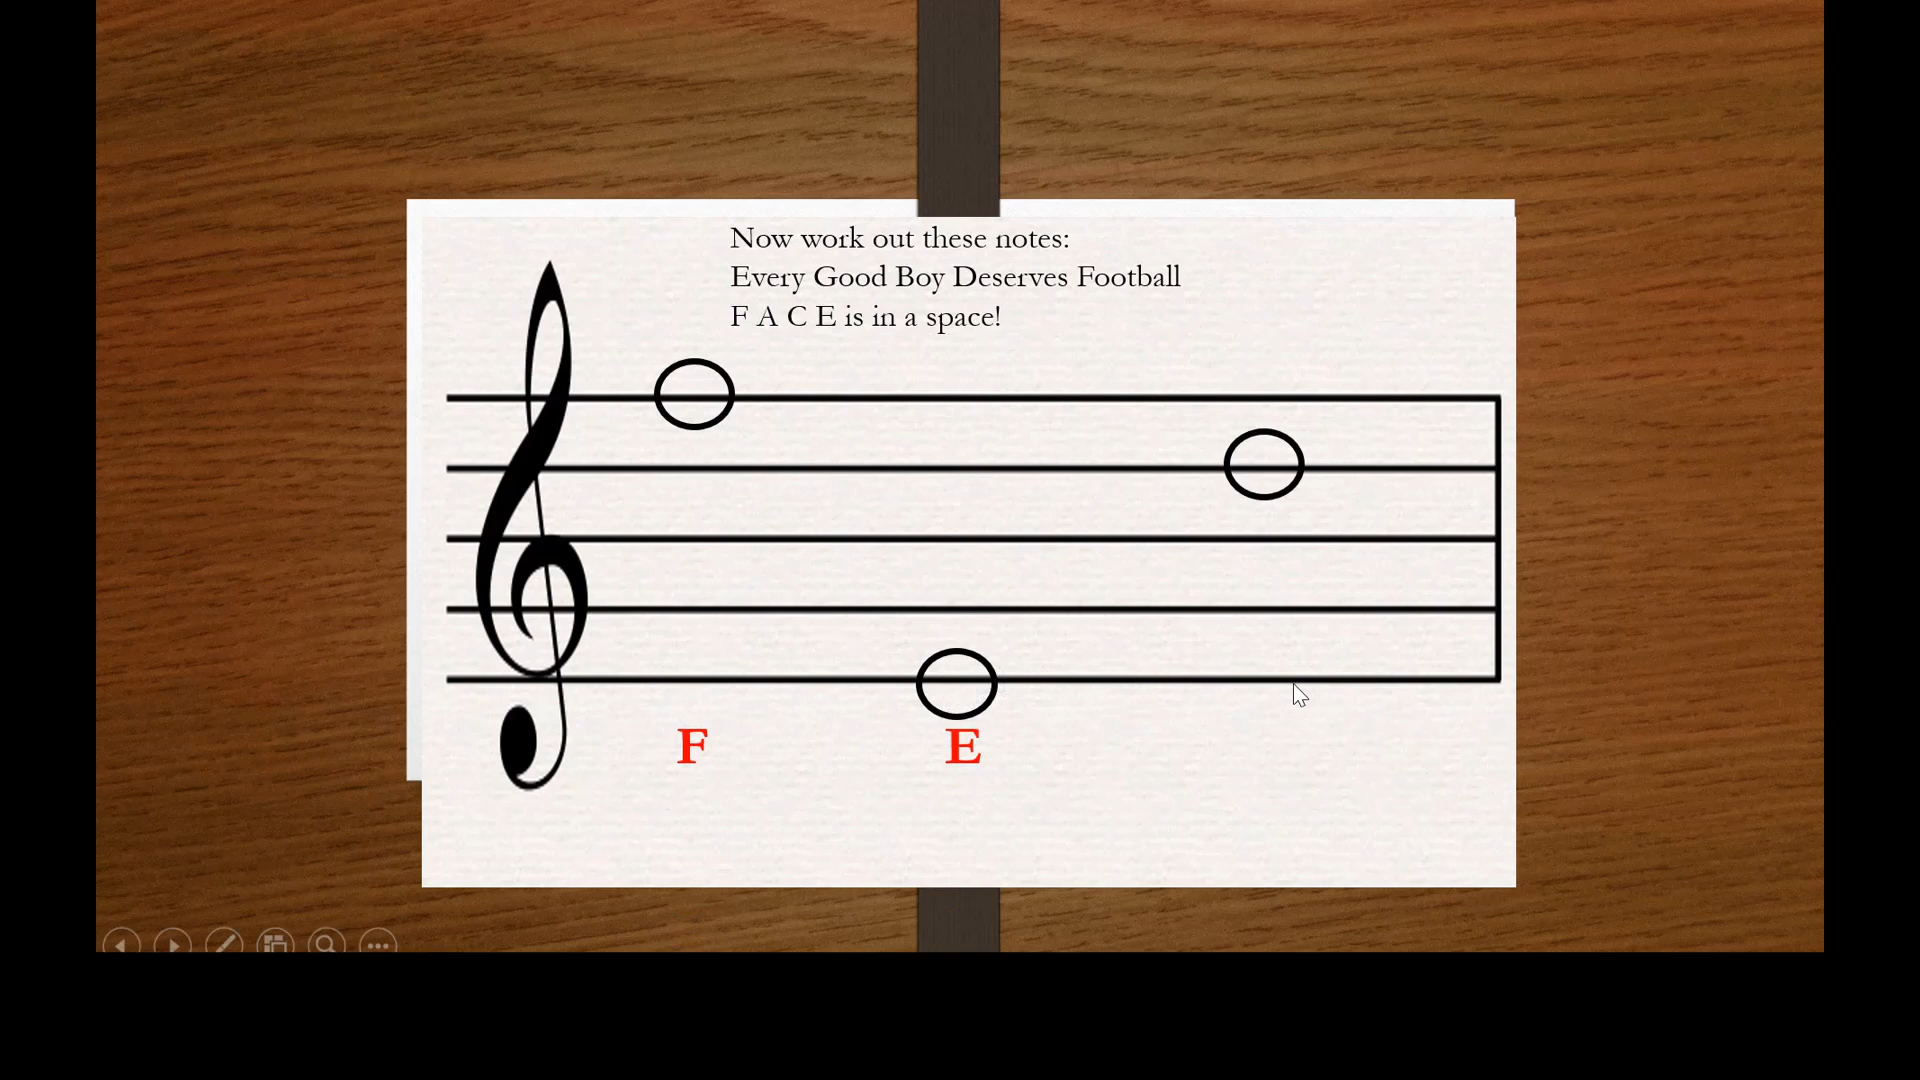 Now work out these notes:
Every Good Boy Deserves Football
F A C E is in a space!
F E